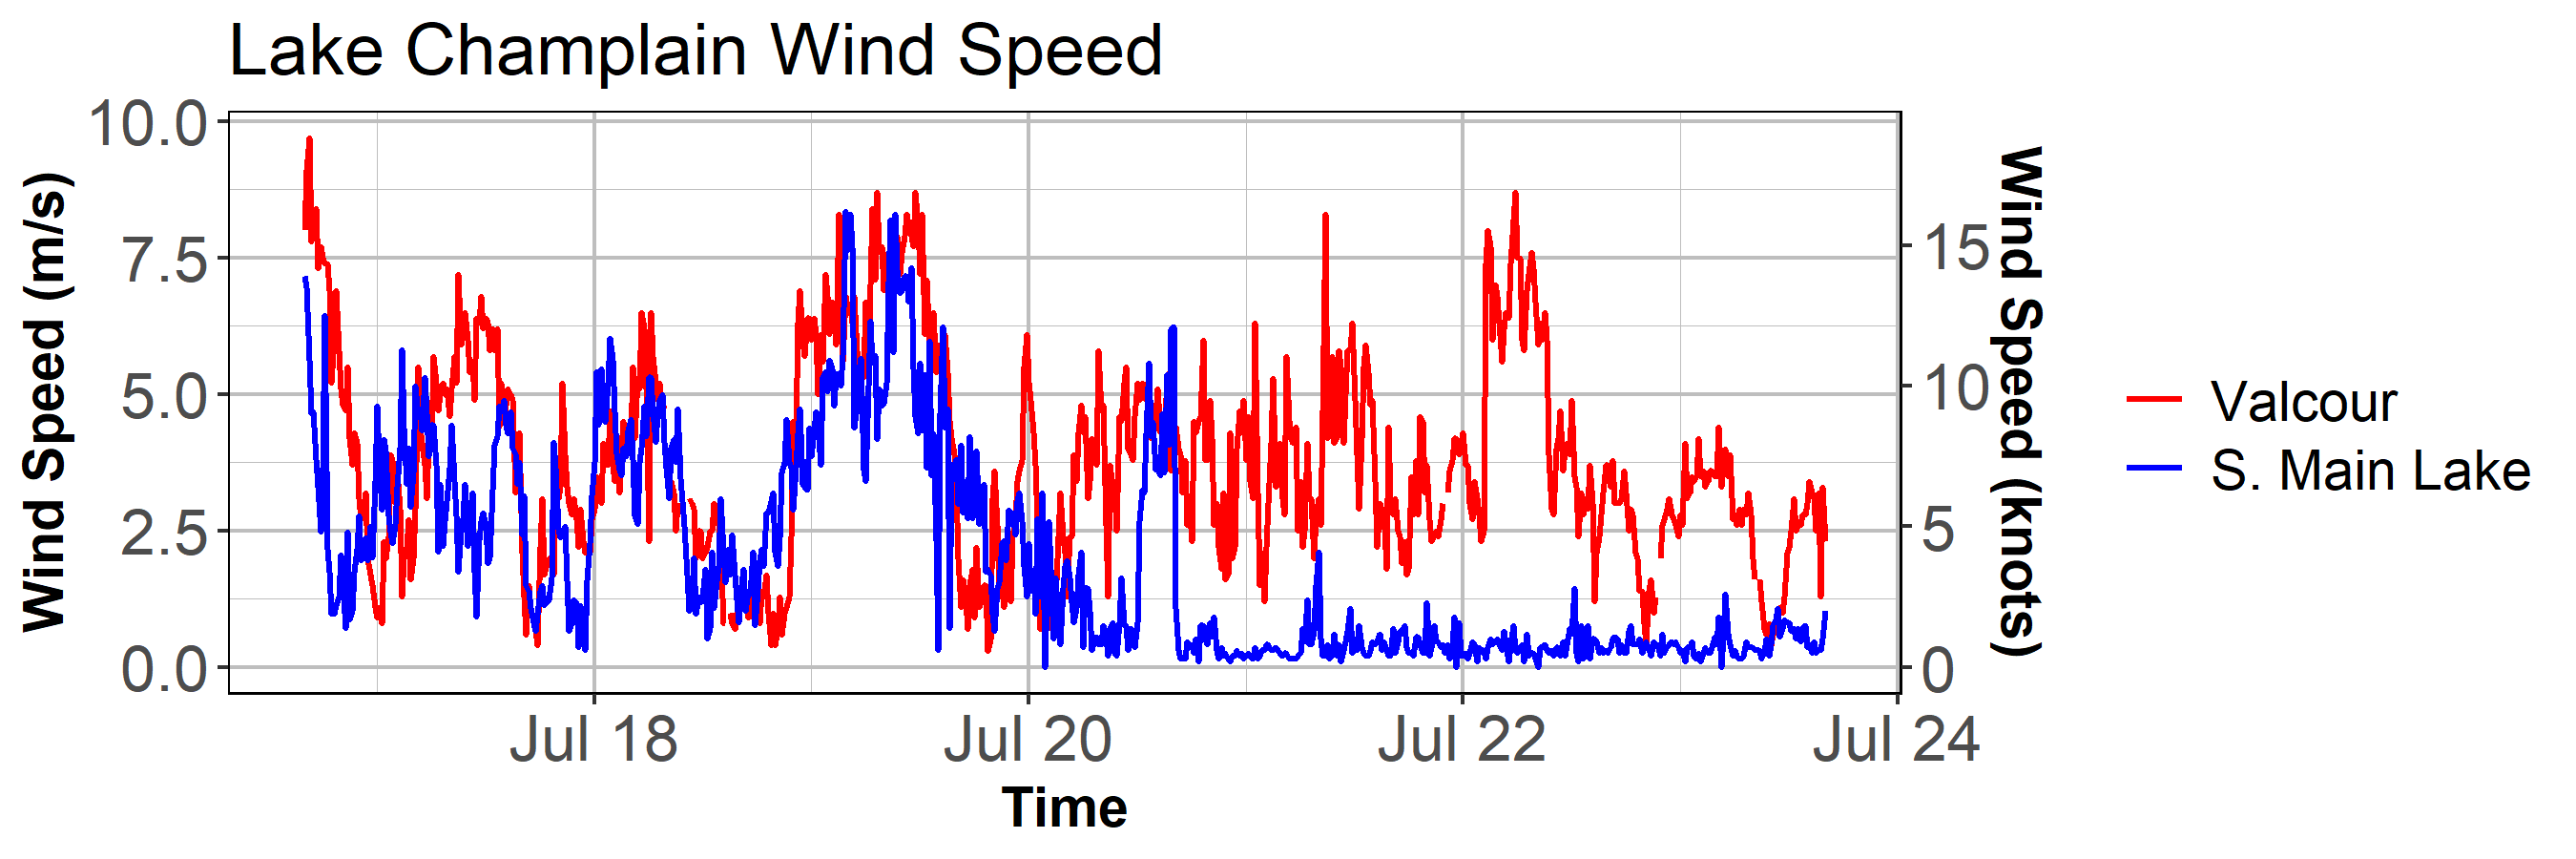 Lake Champlain Wind Speed
Wind Speed (m/s)
10.0
7.5
5.0
2.5
0.0
Wind Speed (knots)
15
10
5
0
Jul 18
Jul 20
Jul 22
Jul 24
Time
Valcour
S. Main Lake